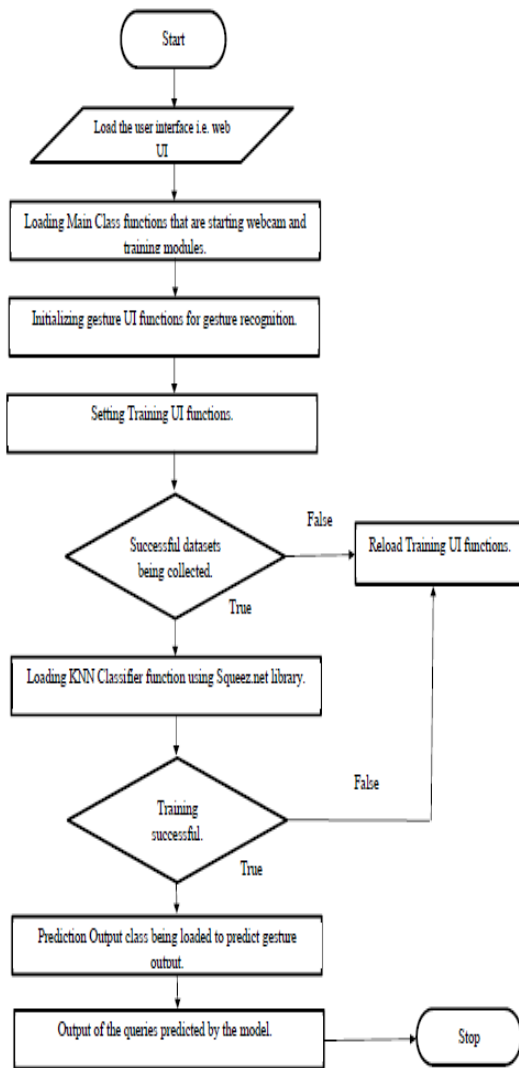 Start
Load the user interface i.e. web
UI
Loading Main Class functions that are starting webcam and
training modules.
Initializing gesture UI functions for gesture recognition.
Setting Training UI functions.
Successful datasets
being collected.
False
Reload Training UI functions.
True
Loading KNN Classifier function using Squeez.net library.
Training
successful.
False
True
Prediction Output class being loaded to predict gesture
output.
Output of the queries predicted by the model.
Stop